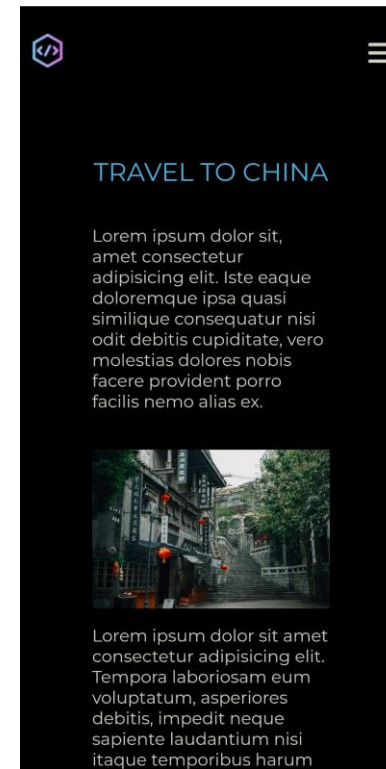 </>
TRAVEL TO CHINA
Lorem ipsum dolor sit,
amet consectetur
adipisicing elit. Iste eaque
doloremque ipsa quasi
similique consequatur nisi
odit debitis cupiditate, vero
molestias dolores nobis
facere provident porro
facilis nemo alias ex.
Lorem ipsum dolor sit amet
consectetur adipisicing elit.
Tempora laboriosam eum
voluptatum, asperiores
debitis, impedit neque
sapiente laudantium nisi
itaque temporibus harum